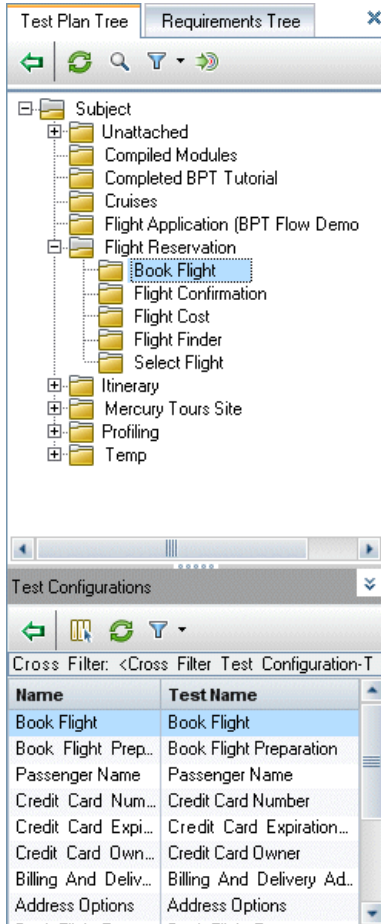 Test Plan Tree Requirements Tree
Subject
Unattached
Compiled Modules
Completed BPT Tutorial
Cruises
Flight Application (BPT Flow Demo
Flight Reservation
Book Flight
Flight Confirmation
Flight Cost
Flight Finder
Select Flight
Itinerary
Mercury Tours Site
Profiling
Temp
Test Configurations
Cross Filter: <Cross Filter Test Configuration-T
Name Test Name
Book Flight Book Flight
Book Flight Prep... Book Flight Preparation
Passenger Name Passenger Name
Credit Card Num... Credit Card Number
Credit Card Expi... Credit Card Expiration...
Credit Card Own... Credit Card Owner
Billing And Deliv... Billing And Delivery Ad...
Address Options Address Options